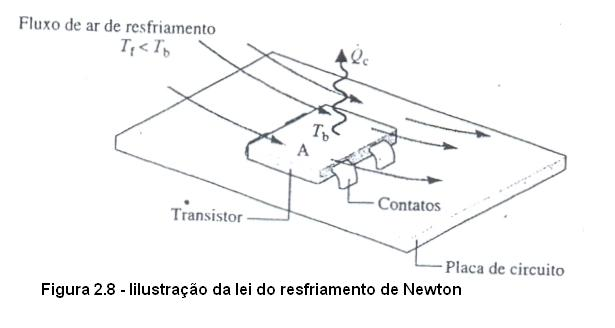 Fluxo de ar de resfriamento
T_f < T_b
Q̇_c
T_b
A
Transistor
Contatos
Placa de circuito
Figura 2.8 - Iilustração da lei do resfriamento de Newton